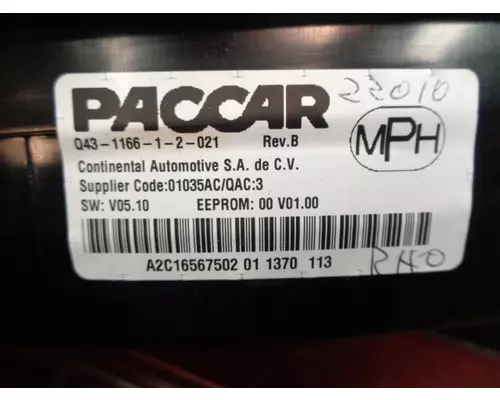 PACCAR
22010
Q43-1166-1-2-021 Rev.B
MPH
Continental Automotive S.A. de C.V.
Supplier Code:01035AC/QAC:3
SW: V05.10 EEPROM: 00 V01.00
A2C16567502 01 1370 113